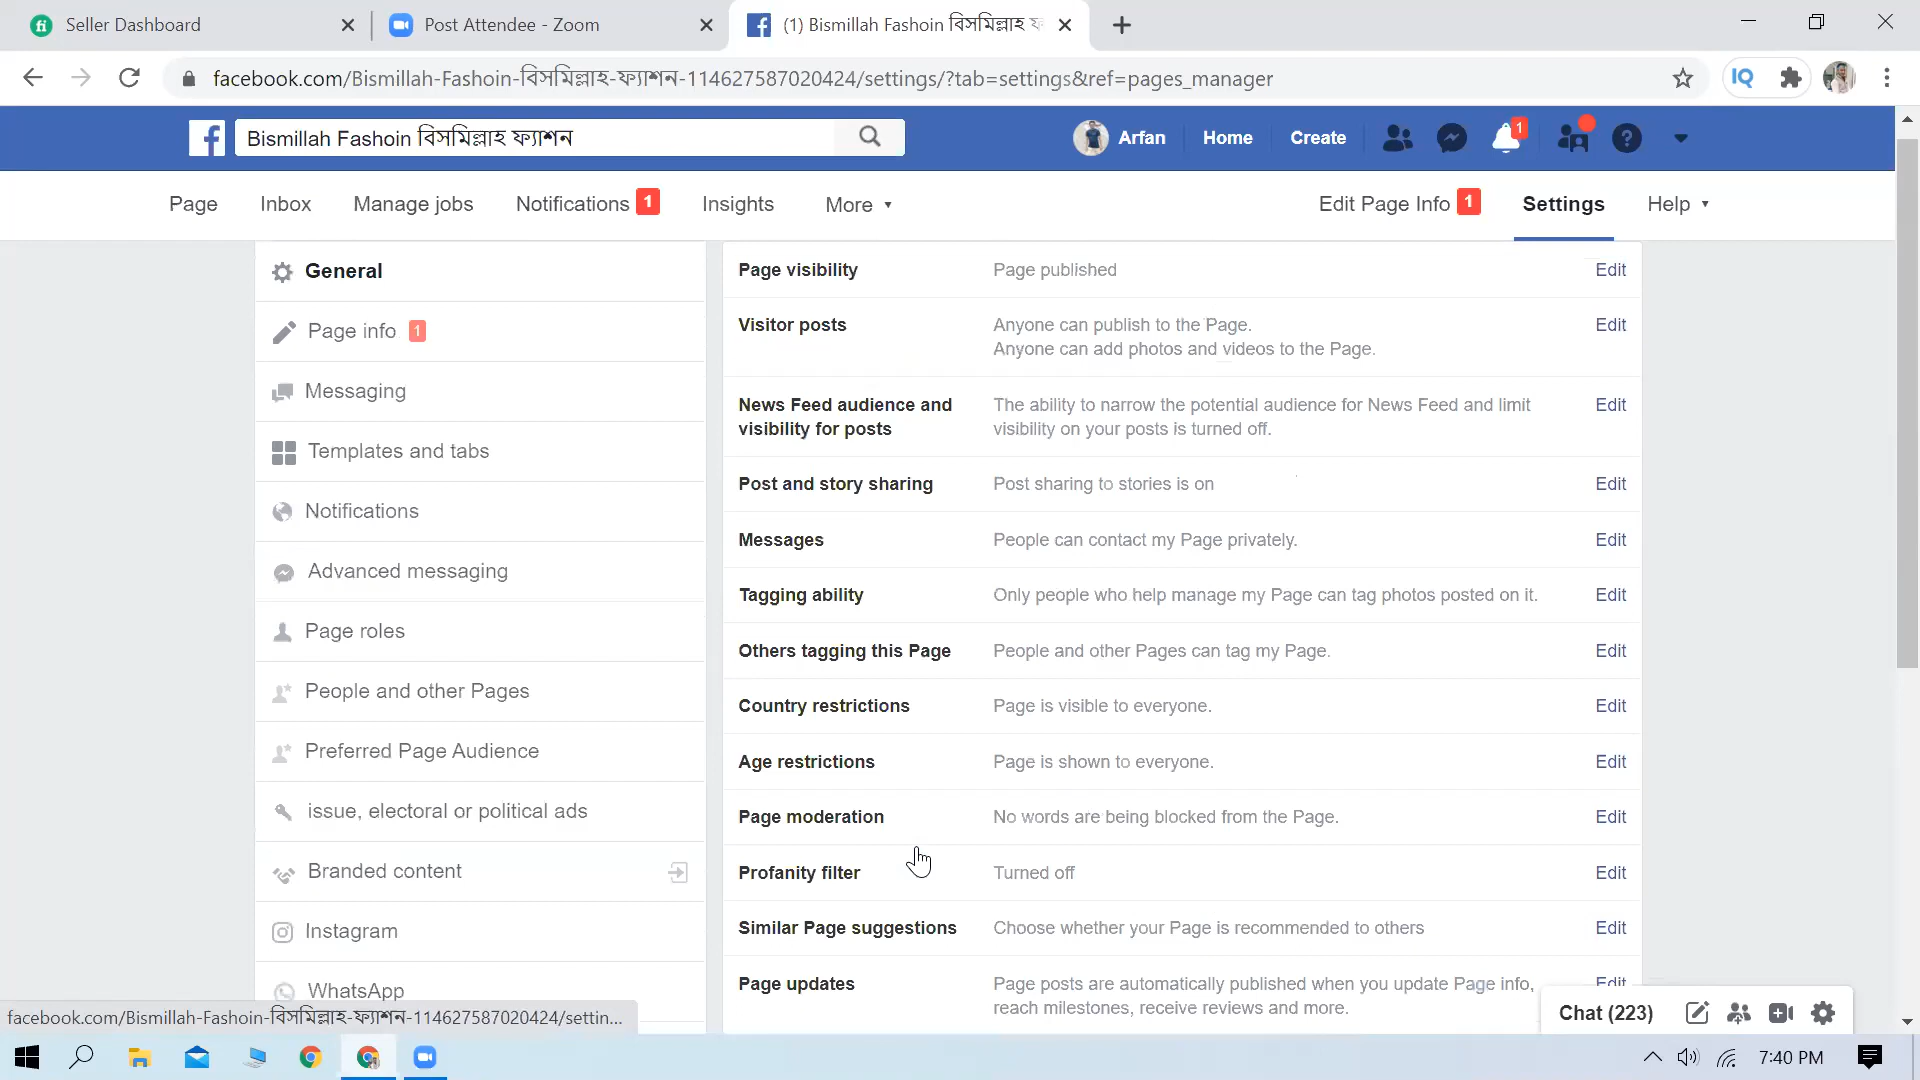 Seller Dashboard
Post Attendee - Zoom
(1) Bismillah Fashoin বিসমিল্লাহ ফ
facebook.com/Bismillah-Fashoin-বিসমিল্লাহ-ফ্যাশন-114627587020424/settings/?tab=settings&ref=pages_manager
IQ
Bismillah Fashoin বিসমিল্লাহ ফ্যাশন
Arfan
Home
Create
1
Page
Inbox
Manage jobs
Notifications 1
Insights
More
Edit Page Info 1
Settings
Help
General
Page info 1
Messaging
Templates and tabs
Notifications
Advanced messaging
Page roles
People and other Pages
Preferred Page Audience
issue, electoral or political ads
Branded content
Instagram
WhatsApp
Page visibility Page published Edit
Visitor posts Anyone can publish to the Page. Edit
Anyone can add photos and videos to the Page.
News Feed audience and The ability to narrow the potential audience for News Feed and limit Edit
visibility for posts visibility on your posts is turned off.
Post and story sharing Post sharing to stories is on Edit
Messages People can contact my Page privately. Edit
Tagging ability Only people who help manage my Page can tag photos posted on it. Edit
Others tagging this Page People and other Pages can tag my Page. Edit
Country restrictions Page is visible to everyone. Edit
Age restrictions Page is shown to everyone. Edit
Page moderation No words are being blocked from the Page. Edit
Profanity filter Turned off Edit
Similar Page suggestions Choose whether your Page is recommended to others Edit
Page updates Page posts are automatically published when you update Page info, Edit
reach milestones, receive reviews and more.
Chat (223)
facebook.com/Bismillah-Fashoin-বিসমিল্লাহ-ফ্যাশন-114627587020424/settin...
7:40 PM